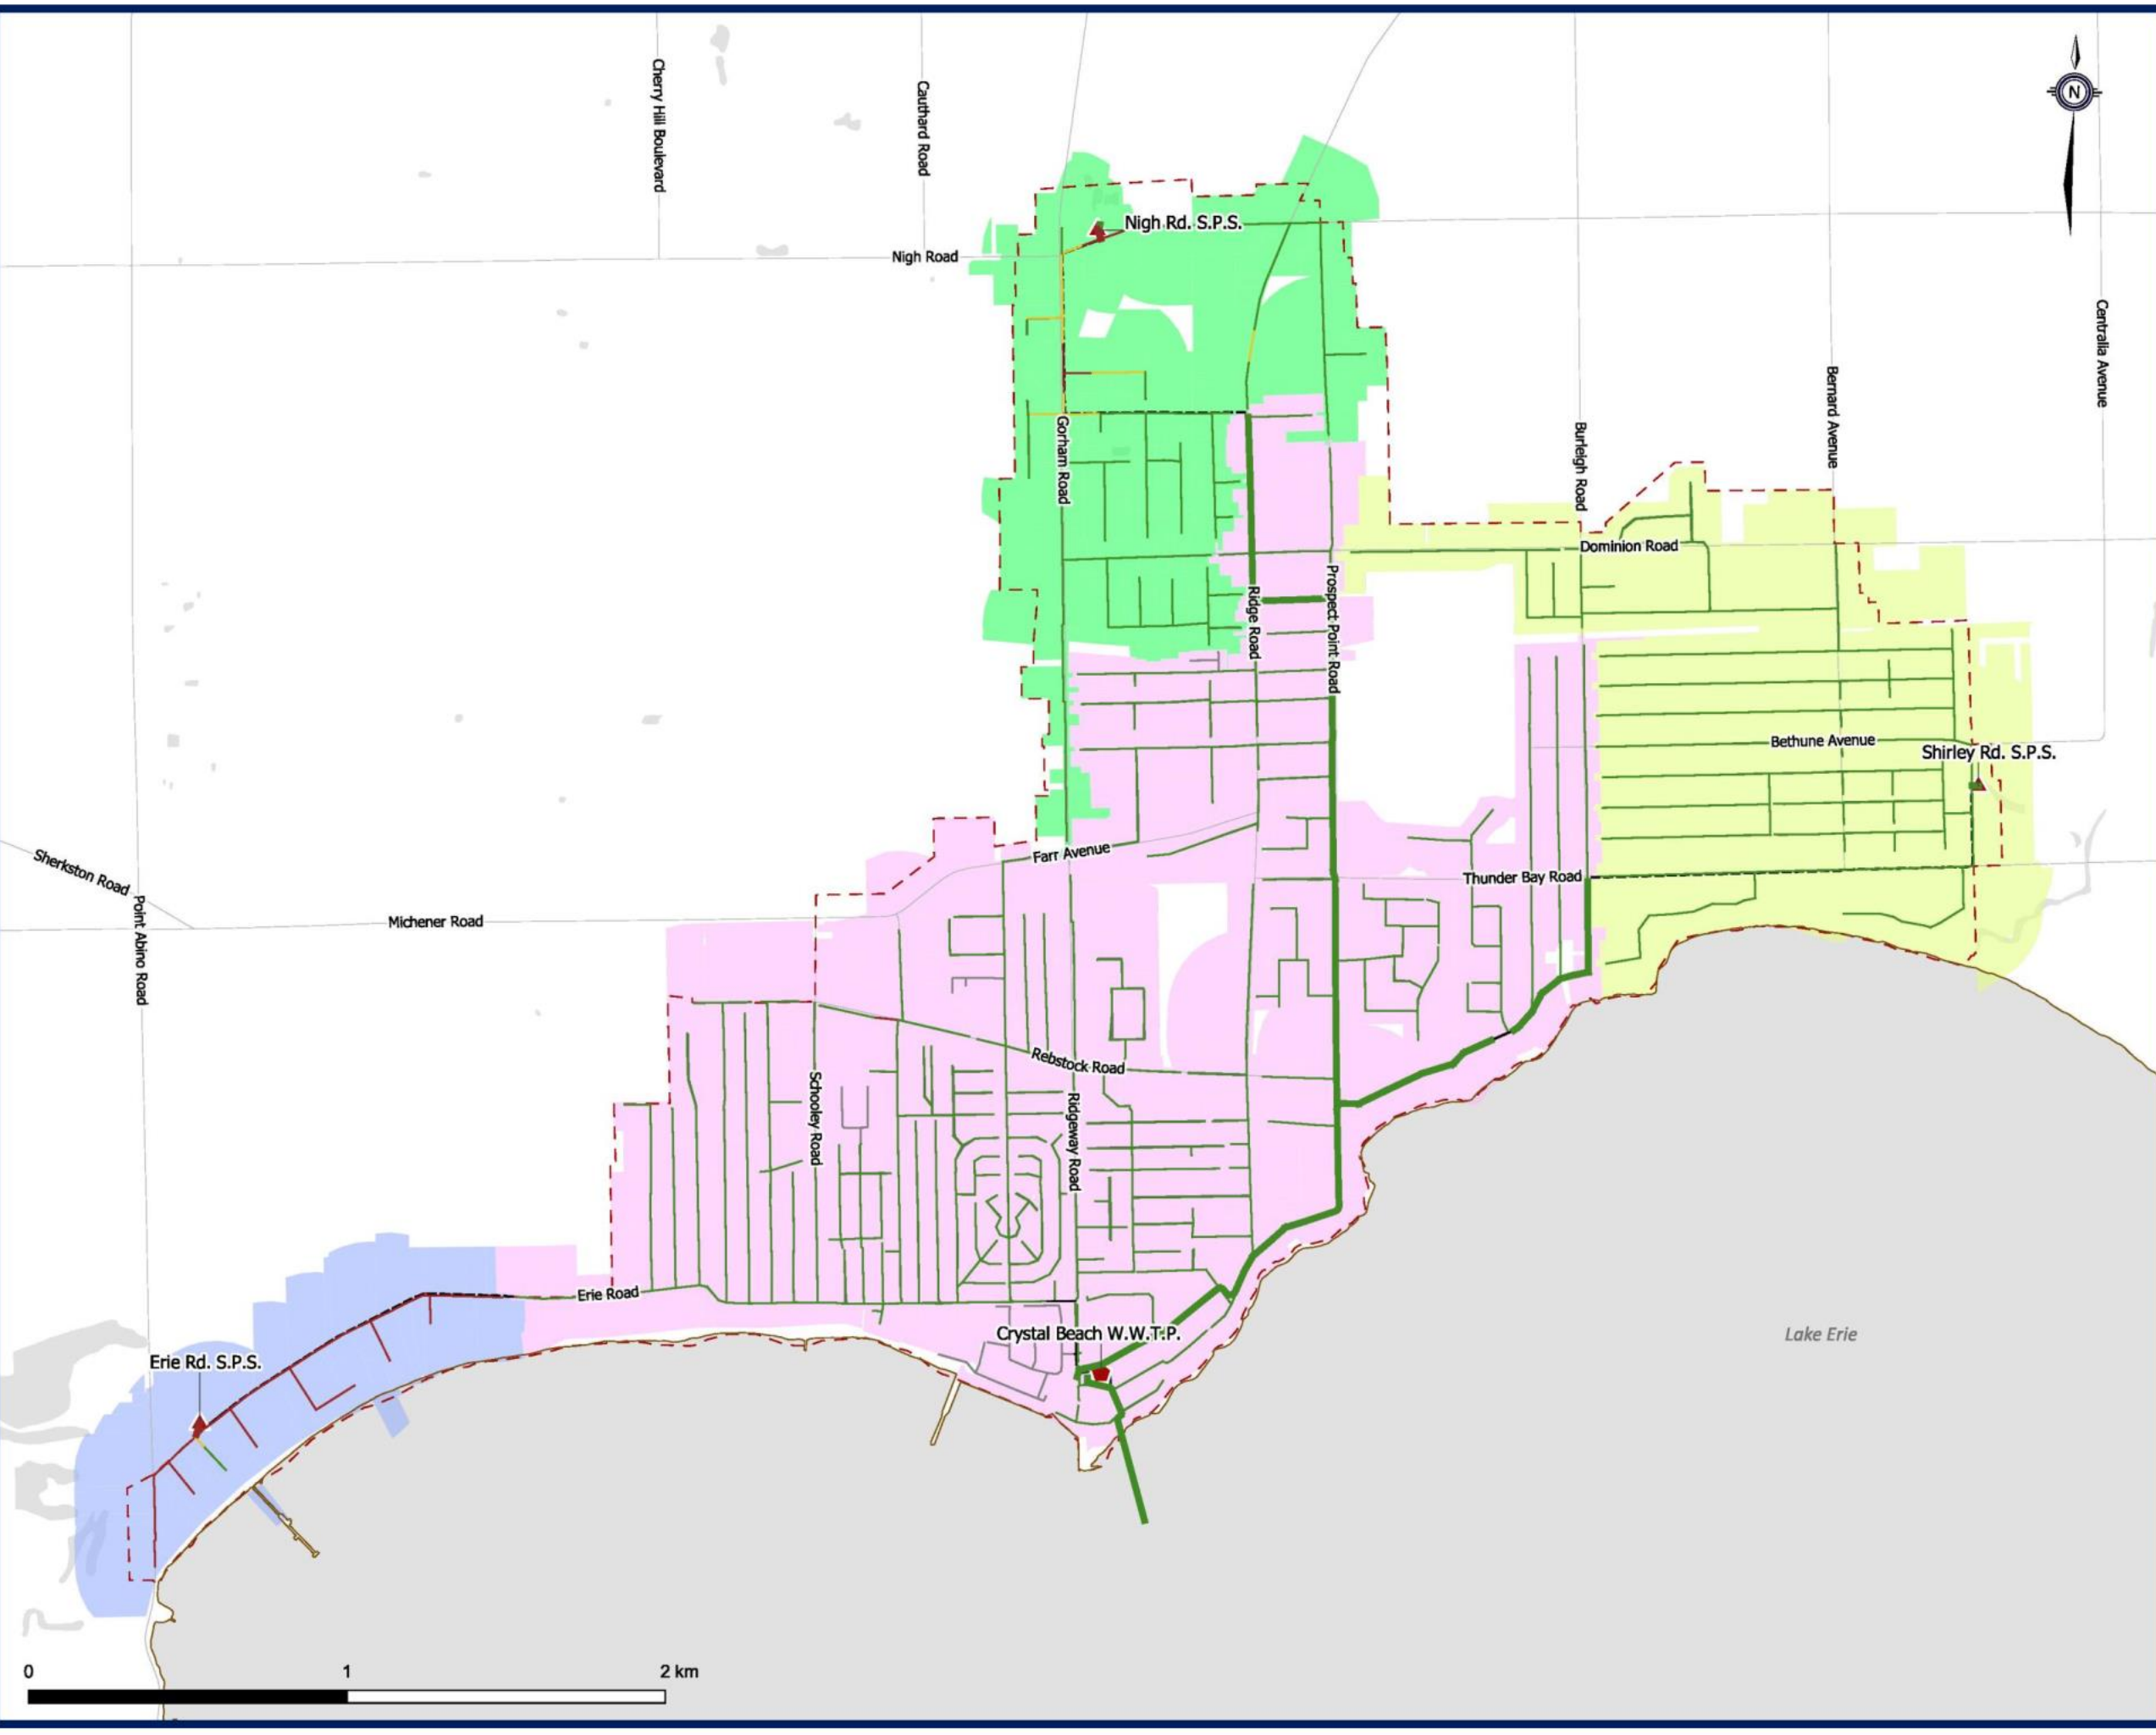 Cherry Hill Boulevard
Cauthard Road
N
Nigh Rd. S.P.S.
Nigh Road
Centralia Avenue
Bernard Avenue
Burleigh Road
Gorham Road
Dominion Road
Prospect Point Road
Ridge Road
Bethune Avenue
Shirley Rd. S.P.S.
Farr Avenue
Sherkston Road
Thunder Bay Road
Point Abino Road
Michener Road
Rebstock Road
Schooley Road
Ridgeway Road
Erie Road
Crystal Beach W.W.T.P.
Lake Erie
Erie Rd. S.P.S.
0 1 2 km